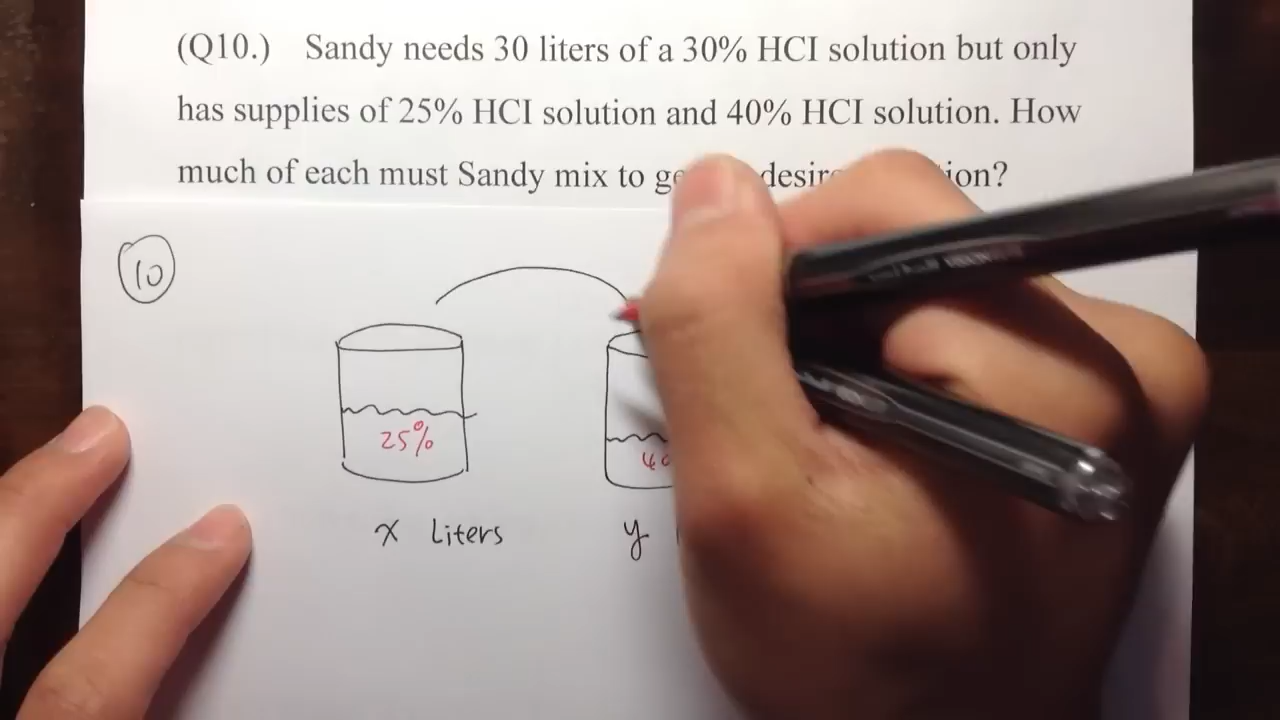 (Q10.) Sandy needs 30 liters of a 30% HCI solution but only
has supplies of 25% HCI solution and 40% HCI solution. How
much of each must Sandy mix to
10
25%
x Liters
y